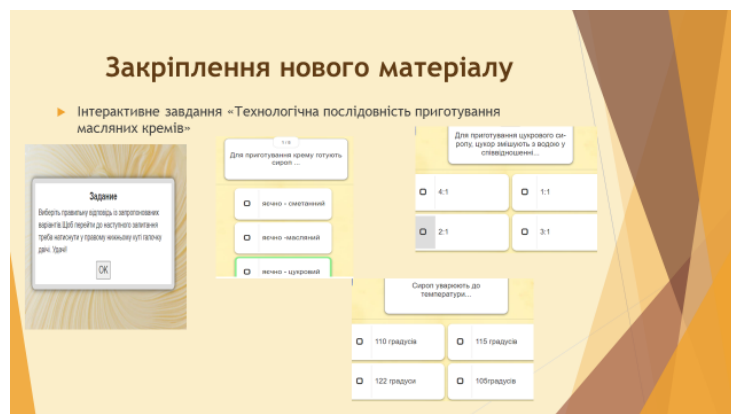 Закріплення нового матеріалу
Інтерактивне завдання «Технологічна послідовність приготування
масляних кремів»
Задание
Виберіть правильну відповідь із запропонованих
варіантів.Щоб перейти до наступного запитання
треба натиснути у правому нижньому куті галочку
двічі. Удачі!
OK
1 / 9
Для приготування крему готують
сироп ...
яєчно - сметанний
яєчно -масляний
яєчно - цукровий
Для приготування цукрового си-
ропу, цукор змішують з водою у
співвідношенні...
4:1
1:1
2:1
3:1
Сироп уварюють до
температури...
110 градусів
115 градусів
122 градуси
105градусів